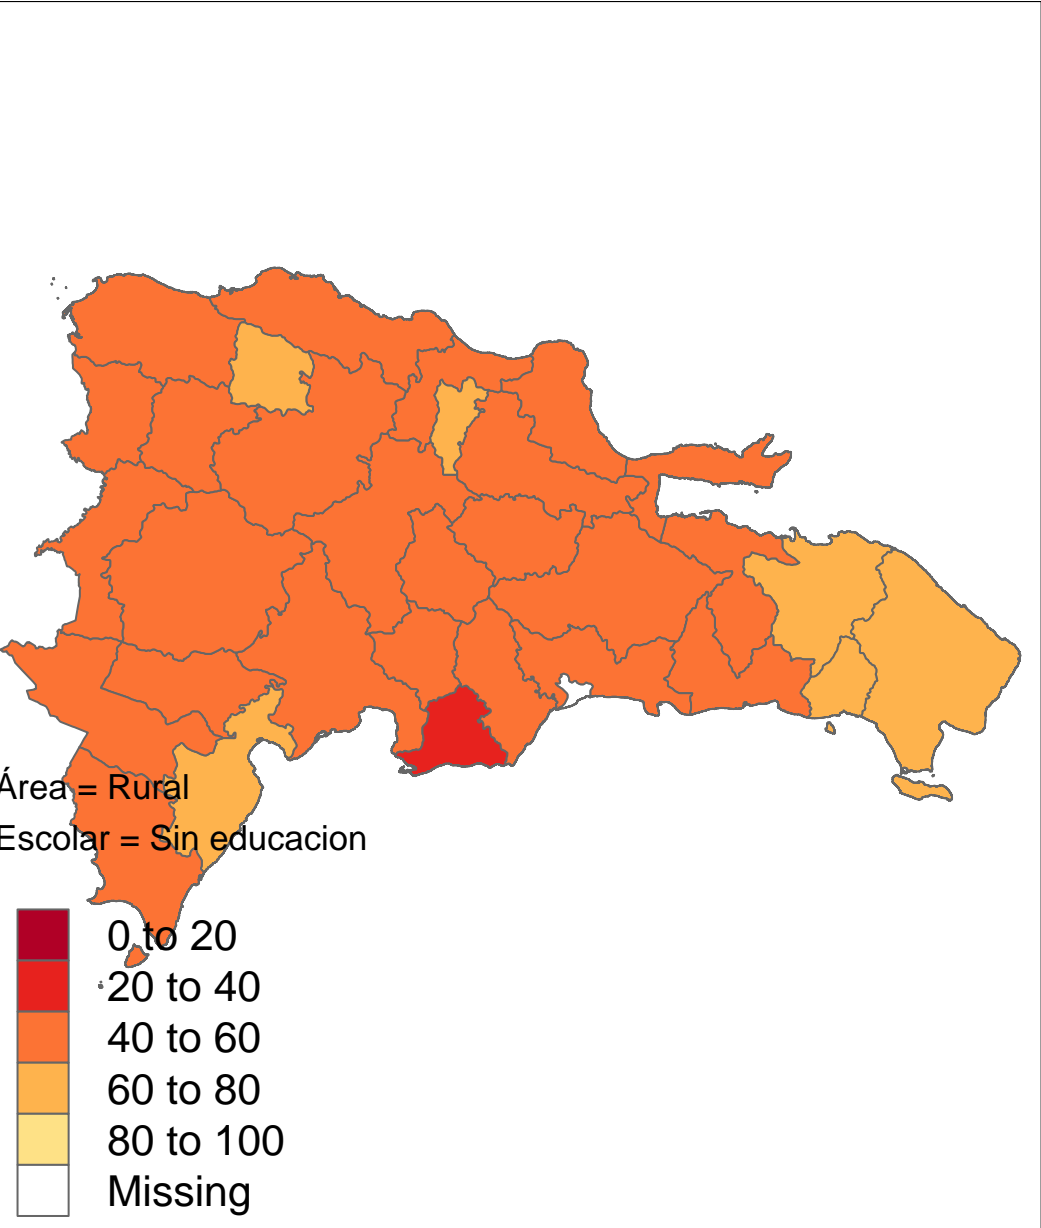 Área = Rural
Escolar = Sin educacion
0 to 20
20 to 40
40 to 60
60 to 80
80 to 100
Missing